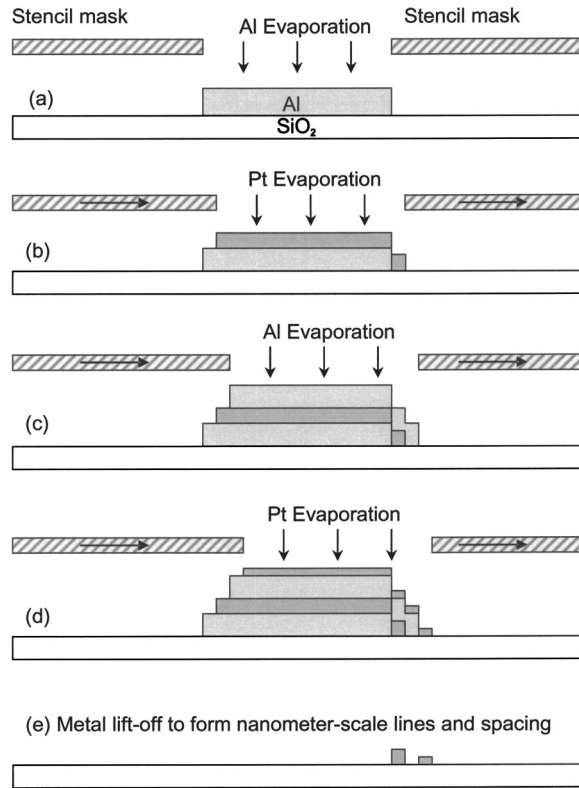 Stencil mask
Stencil mask
Al Evaporation
(a)
Al
SiO₂
Pt Evaporation
(b)
Al Evaporation
(c)
Pt Evaporation
(d)
(e) Metal lift-off to form nanometer-scale lines and spacing